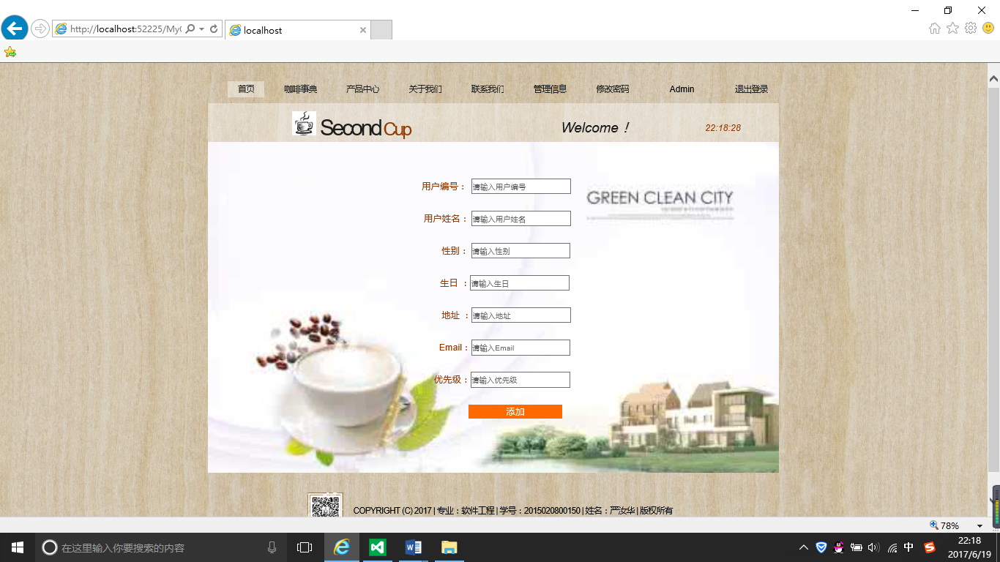 http://localhost:52225/My
localhost
首页 咖啡事典 产品中心 关于我们 联系我们 管理信息 修改密码 Admin 退出登录
Second Cup Welcome！ 22:18:28
用户编号： 请输入用户编号
GREEN CLEAN CITY
用户姓名： 请输入用户姓名
性别： 请输入性别
生日 ： 请输入生日
地址 ： 请输入地址
Email： 请输入Email
优先级： 请输入优先级
添加
COPYRIGHT (C) 2017 | 专业：软件工程 | 学号：2015020800150 | 姓名：严汝华 | 版权所有
78%
在这里输入你要搜索的内容
中
22:18
2017/6/19